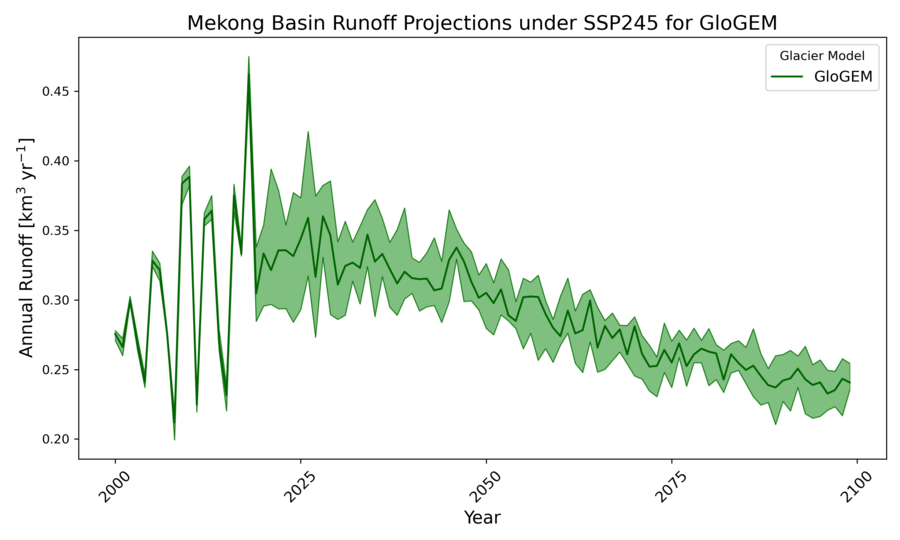 Mekong Basin Runoff Projections under SSP245 for GloGEM
Glacier Model
GloGEM
Annual Runoff [km³ yr⁻¹]
0.45
0.40
0.35
0.30
0.25
0.20
2000
2025
2050
2075
2100
Year